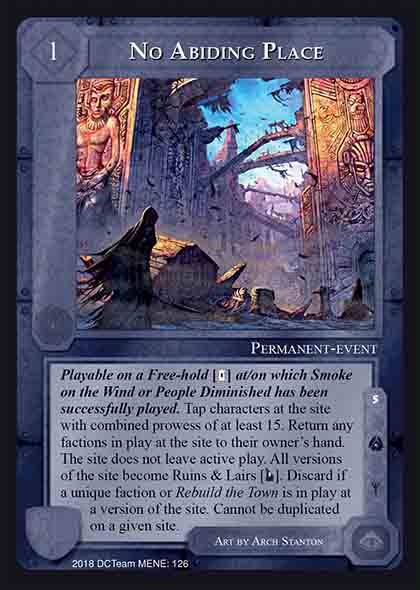 1
No Abiding Place
Permanent-event
Playable on a Free-hold [] at/on which Smoke
on the Wind or People Diminished has been
successfully played. Tap characters at the site
with combined prowess of at least 15. Return any
factions in play at the site to their owner's hand.
The site does not leave active play. All versions
of the site become Ruins & Lairs []. Discard if
a unique faction or Rebuild the Town is in play at
a version of the site. Cannot be duplicated
on a given site.
5
Art by Arch Stanton
2018 DCTeam MENE: 126